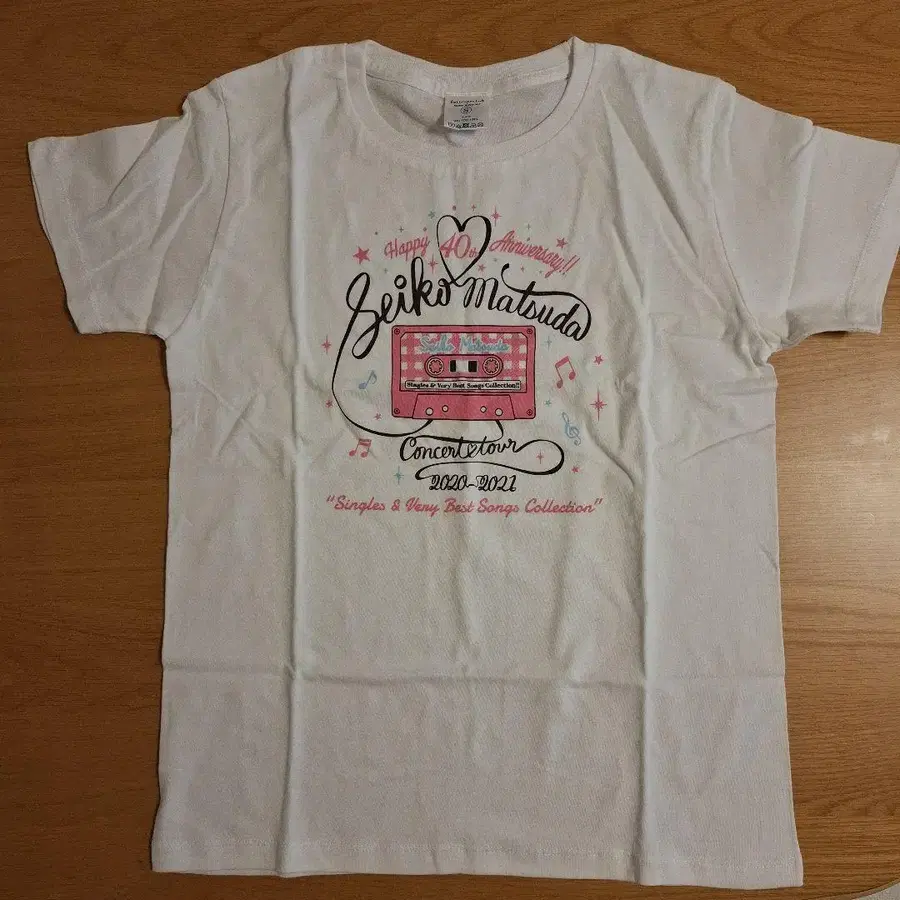 Happy 40th Anniversary!!
Seiko Matsuda
Seiko Matsuda
Singles & Very Best Songs Collection!!
Concert tour
2020-2021
"Singles & Very Best Songs Collection"